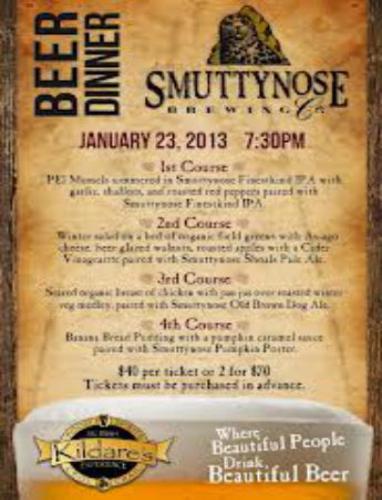 BEER
DINNER
SMUTTYNOSE
BREWING Co.
JANUARY 23, 2013 7:30PM
1st Course
PEI Mussels simmered in Smuttynose Finestkind IPA with
garlic, shallots, and roasted red peppers paired with
Smuttynose Finestkind IPA.
2nd Course
Winter salad on a bed of organic field greens with Asiago
cheese, beer glazed walnuts, roasted apples with a Cider
Vinaigrette paired with Smuttynose Shoals Pale Ale.
3rd Course
Seared organic breast of chicken with pan jus over roasted winter
veg medley, paired with Smuttynose Old Brown Dog Ale.
4th Course
Banana Bread Pudding with a pumpkin caramel sauce
paired with Smuttynose Pumpkin Porter.
$40 per ticket or 2 for $70
Tickets must be purchased in advance.
Kildare's
Where
Beautiful People
Drink
Beautiful Beer